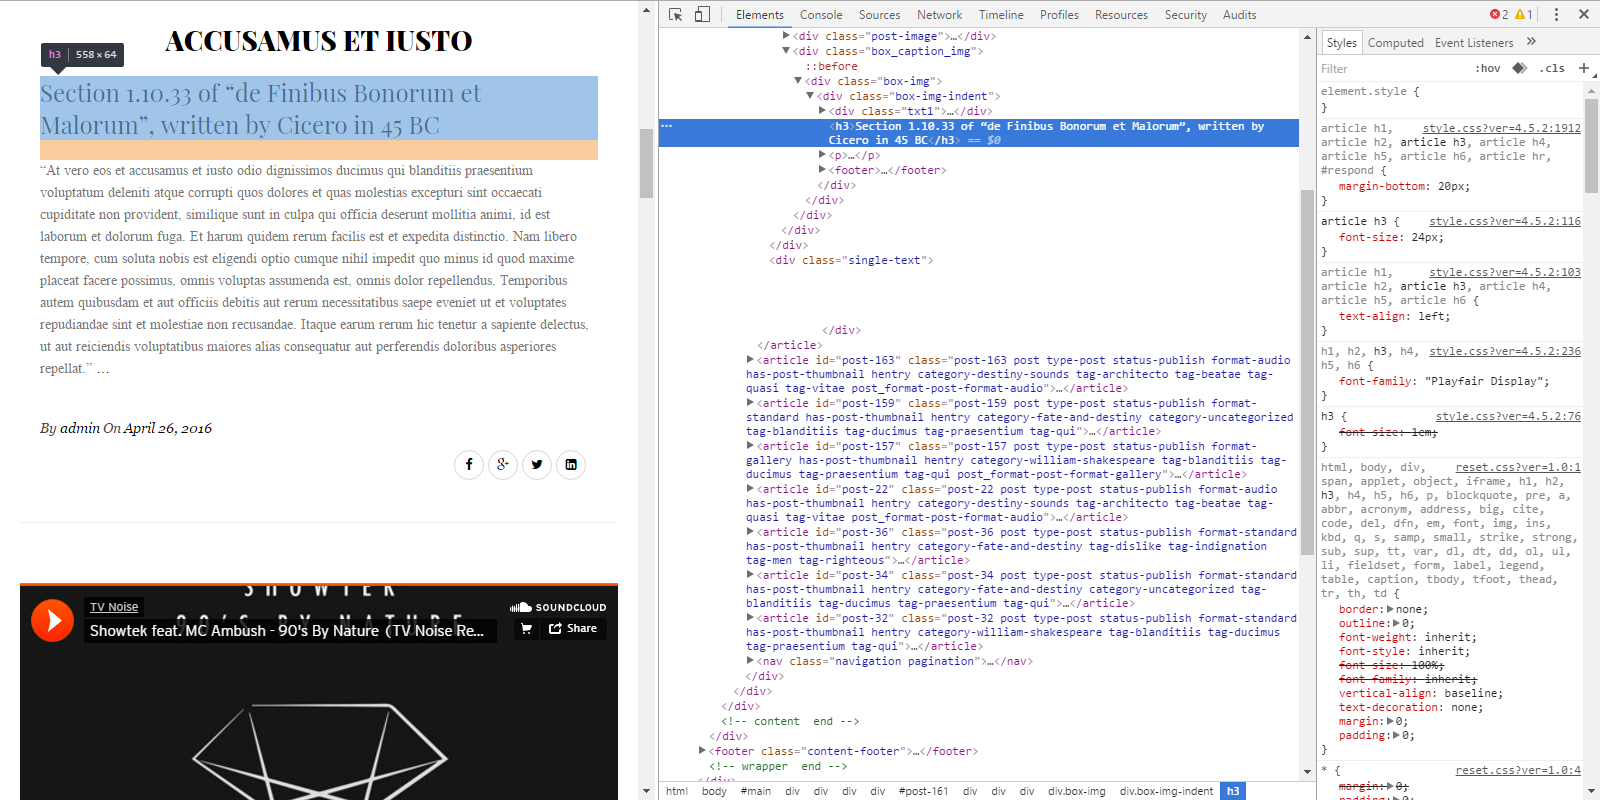 ACCUSAMUS ET IUSTO
h3 558 × 64
Section 1.10.33 of “de Finibus Bonorum et
Malorum”, written by Cicero in 45 BC
“At vero eos et accusamus et iusto odio dignissimos ducimus qui blanditiis praesentium
voluptatum deleniti atque corrupti quos dolores et quas molestias excepturi sint occaecati
cupiditate non provident, similique sunt in culpa qui officia deserunt mollitia animi, id est
laborum et dolorum fuga. Et harum quidem rerum facilis est et expedita distinctio. Nam libero
tempore, cum soluta nobis est eligendi optio cumque nihil impedit quo minus id quod maxime
placeat facere possimus, omnis voluptas assumenda est, omnis dolor repellendus. Temporibus
autem quibusdam et aut officiis debitis aut rerum necessitatibus saepe eveniet ut et voluptates
repudiandae sint et molestiae non recusandae. Itaque earum rerum hic tenetur a sapiente delectus,
ut aut reiciendis voluptatibus maiores alias consequatur aut perferendis doloribus asperiores
repellat.” …
By admin On April 26, 2016
SHOWTEK
90'S BY NATURE
TV Noise
SOUNDCLOUD
Showtek feat. MC Ambush - 90's By Nature (TV Noise Re...
Share
Elements Console Sources Network Timeline Profiles Resources Security Audits 2 1
<div class="post-image">…</div>
<div class="box_caption_img">
::before
<div class="box-img">
<div class="box-img-indent">
<div class="txt1">…</div>
<h3>Section 1.10.33 of “de Finibus Bonorum et Malorum”, written by
Cicero in 45 BC</h3> == $0
<p>…</p>
<footer>…</footer>
</div>
</div>
</div>
</div>
</div>
<div class="single-text">
</div>
</article>
<article id="post-163" class="post-163 post type-post status-publish format-audio
has-post-thumbnail hentry category-destiny-sounds tag-architecto tag-beatae tag-
quasi tag-vitae post_format-post-format-audio">…</article>
<article id="post-159" class="post-159 post type-post status-publish format-
standard has-post-thumbnail hentry category-fate-and-destiny category-uncategorized
tag-blanditiis tag-ducimus tag-praesentium tag-qui">…</article>
<article id="post-157" class="post-157 post type-post status-publish format-
gallery has-post-thumbnail hentry category-william-shakespeare tag-blanditiis tag-
ducimus tag-praesentium tag-qui post_format-post-format-gallery">…</article>
<article id="post-22" class="post-22 post type-post status-publish format-audio
has-post-thumbnail hentry category-destiny-sounds tag-architecto tag-beatae tag-
quasi tag-vitae post_format-post-format-audio">…</article>
<article id="post-36" class="post-36 post type-post status-publish format-standard
has-post-thumbnail hentry category-fate-and-destiny tag-dislike tag-indignation
tag-men tag-righteous">…</article>
<article id="post-34" class="post-34 post type-post status-publish format-standard
has-post-thumbnail hentry category-fate-and-destiny category-uncategorized tag-
blanditiis tag-ducimus tag-praesentium tag-qui">…</article>
<article id="post-32" class="post-32 post type-post status-publish format-standard
has-post-thumbnail hentry category-william-shakespeare tag-blanditiis tag-ducimus
tag-praesentium tag-qui">…</article>
<nav class="navigation pagination">…</nav>
</div>
</div>
</div>
<!-- content  end -->
</div>
<footer class="content-footer">…</footer>
<!-- wrapper  end -->
</div>
html body #main div div div div #post-161 div div div div.box-img div.box-img-indent h3
Styles Computed Event Listeners »
Filter :hov .cls +
element.style {
}
article h1, style.css?ver=4.5.2:1912
article h2, article h3, article h4,
article h5, article h6, article hr,
#respond {
margin-bottom: 20px;
}
article h3 { style.css?ver=4.5.2:116
font-size: 24px;
}
article h1, style.css?ver=4.5.2:103
article h2, article h3, article h4,
article h5, article h6 {
text-align: left;
}
h1, h2, h3, h4, style.css?ver=4.5.2:236
h5, h6 {
font-family: "Playfair Display";
}
h3 { style.css?ver=4.5.2:76
font-size: 1em;
}
html, body, div, reset.css?ver=1.0:1
span, applet, object, iframe, h1, h2,
h3, h4, h5, h6, p, blockquote, pre, a,
abbr, acronym, address, big, cite,
code, del, dfn, em, font, img, ins,
kbd, q, s, samp, small, strike, strong,
sub, sup, tt, var, dl, dt, dd, ol, ul,
li, fieldset, form, label, legend,
table, caption, tbody, tfoot, thead,
tr, th, td {
border: none;
outline: 0;
font-weight: inherit;
font-style: inherit;
font-size: 100%;
font-family: inherit;
vertical-align: baseline;
text-decoration: none;
margin: 0;
padding: 0;
}
* { reset.css?ver=1.0:4
margin: 0;
padding: 0;